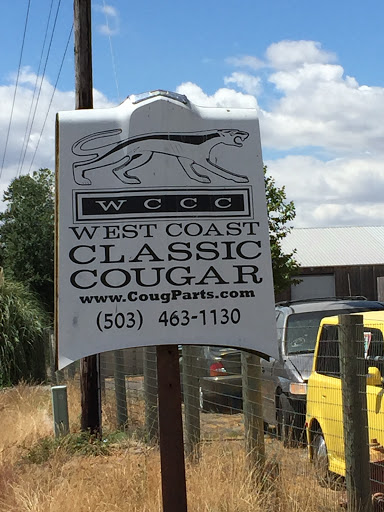 WCCC
WEST COAST
CLASSIC
COUGAR
www.CougParts.com
(503) 463-1130